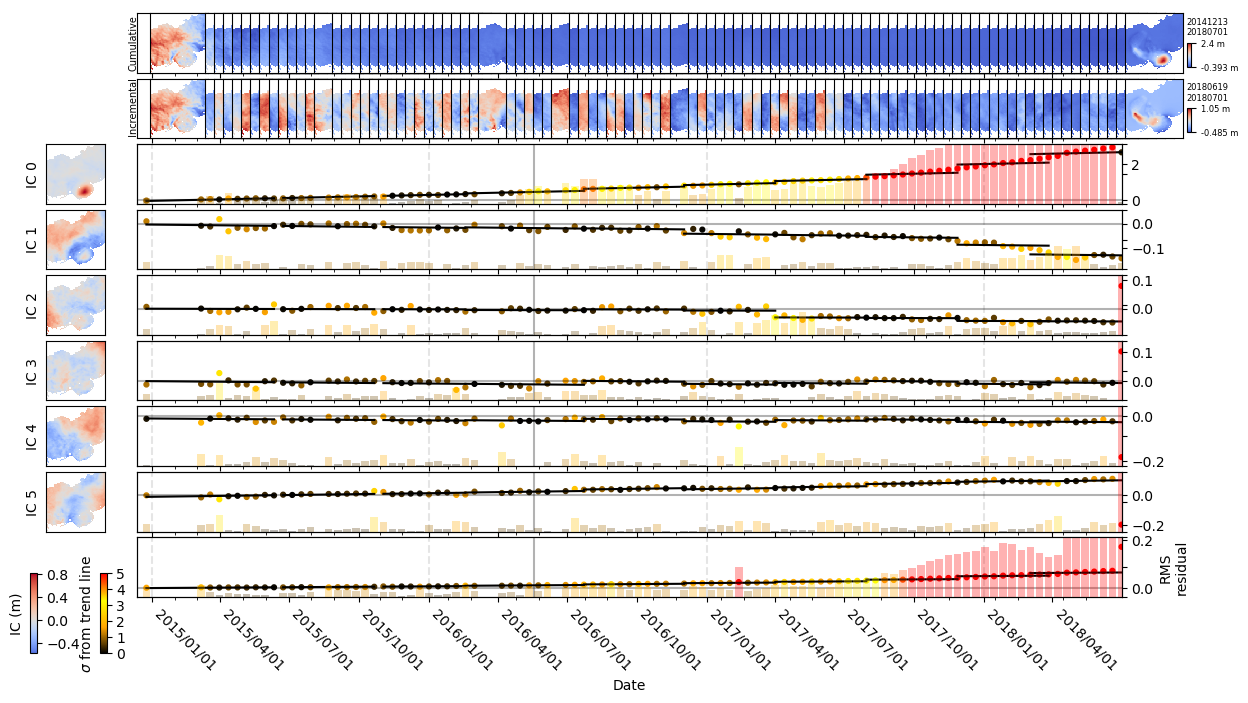 Cumulative
20141213
20180701
2.4 m
-0.393 m
Incremental
20180619
20180701
1.05 m
-0.485 m
IC 0
2
0
IC 1
0.0
−0.1
IC 2
0.1
0.0
IC 3
0.1
0.0
IC 4
0.0
−0.2
IC 5
0.0
−0.2
0.2
0.0
RMS
residual
IC (m)
0.8
0.4
0.0
−0.4
σ from trend line
5
4
3
2
1
0
2015/01/01
2015/04/01
2015/07/01
2015/10/01
2016/01/01
2016/04/01
2016/07/01
2016/10/01
2017/01/01
2017/04/01
2017/07/01
2017/10/01
2018/01/01
2018/04/01
Date